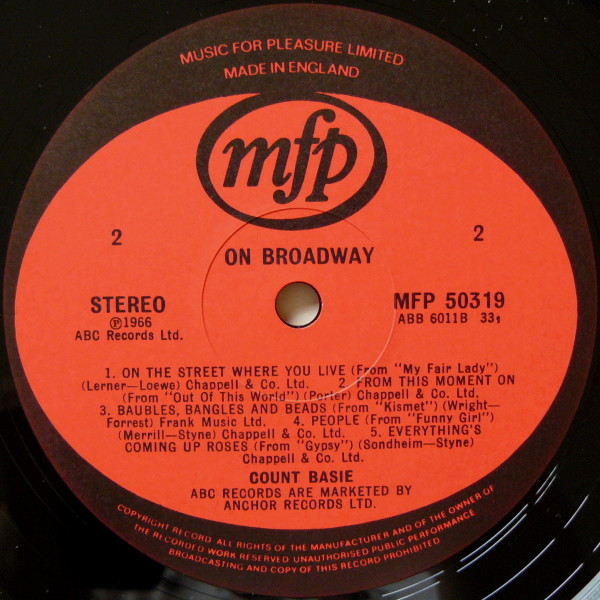 MUSIC FOR PLEASURE LIMITED
MADE IN ENGLAND
mfp
2
2
ON BROADWAY
STEREO
Ⓟ1966
ABC Records Ltd.
MFP 50319
ABB 6011B 33⅓
1. ON THE STREET WHERE YOU LIVE (From "My Fair Lady")
(Lerner—Loewe) Chappell & Co. Ltd. 2 FROM THIS MOMENT ON
(From "Out Of This World") (Porter) Chappell & Co. Ltd.
3. BAUBLES, BANGLES AND BEADS (From "Kismet") (Wright—
Forrest) Frank Music Ltd. 4. PEOPLE (From "Funny Girl")
(Merrill—Styne) Chappell & Co. Ltd. 5. EVERYTHING'S
COMING UP ROSES (From "Gypsy") (Sondheim—Styne)
Chappell & Co. Ltd.
COUNT BASIE
ABC RECORDS ARE MARKETED BY
ANCHOR RECORDS LTD.
COPYRIGHT RECORD ALL RIGHTS OF THE MANUFACTURER AND OF THE OWNER OF
THE RECORDED WORK RESERVED UNAUTHORISED PUBLIC PERFORMANCE
BROADCASTING AND COPY OF THIS RECORD PROHIBITED